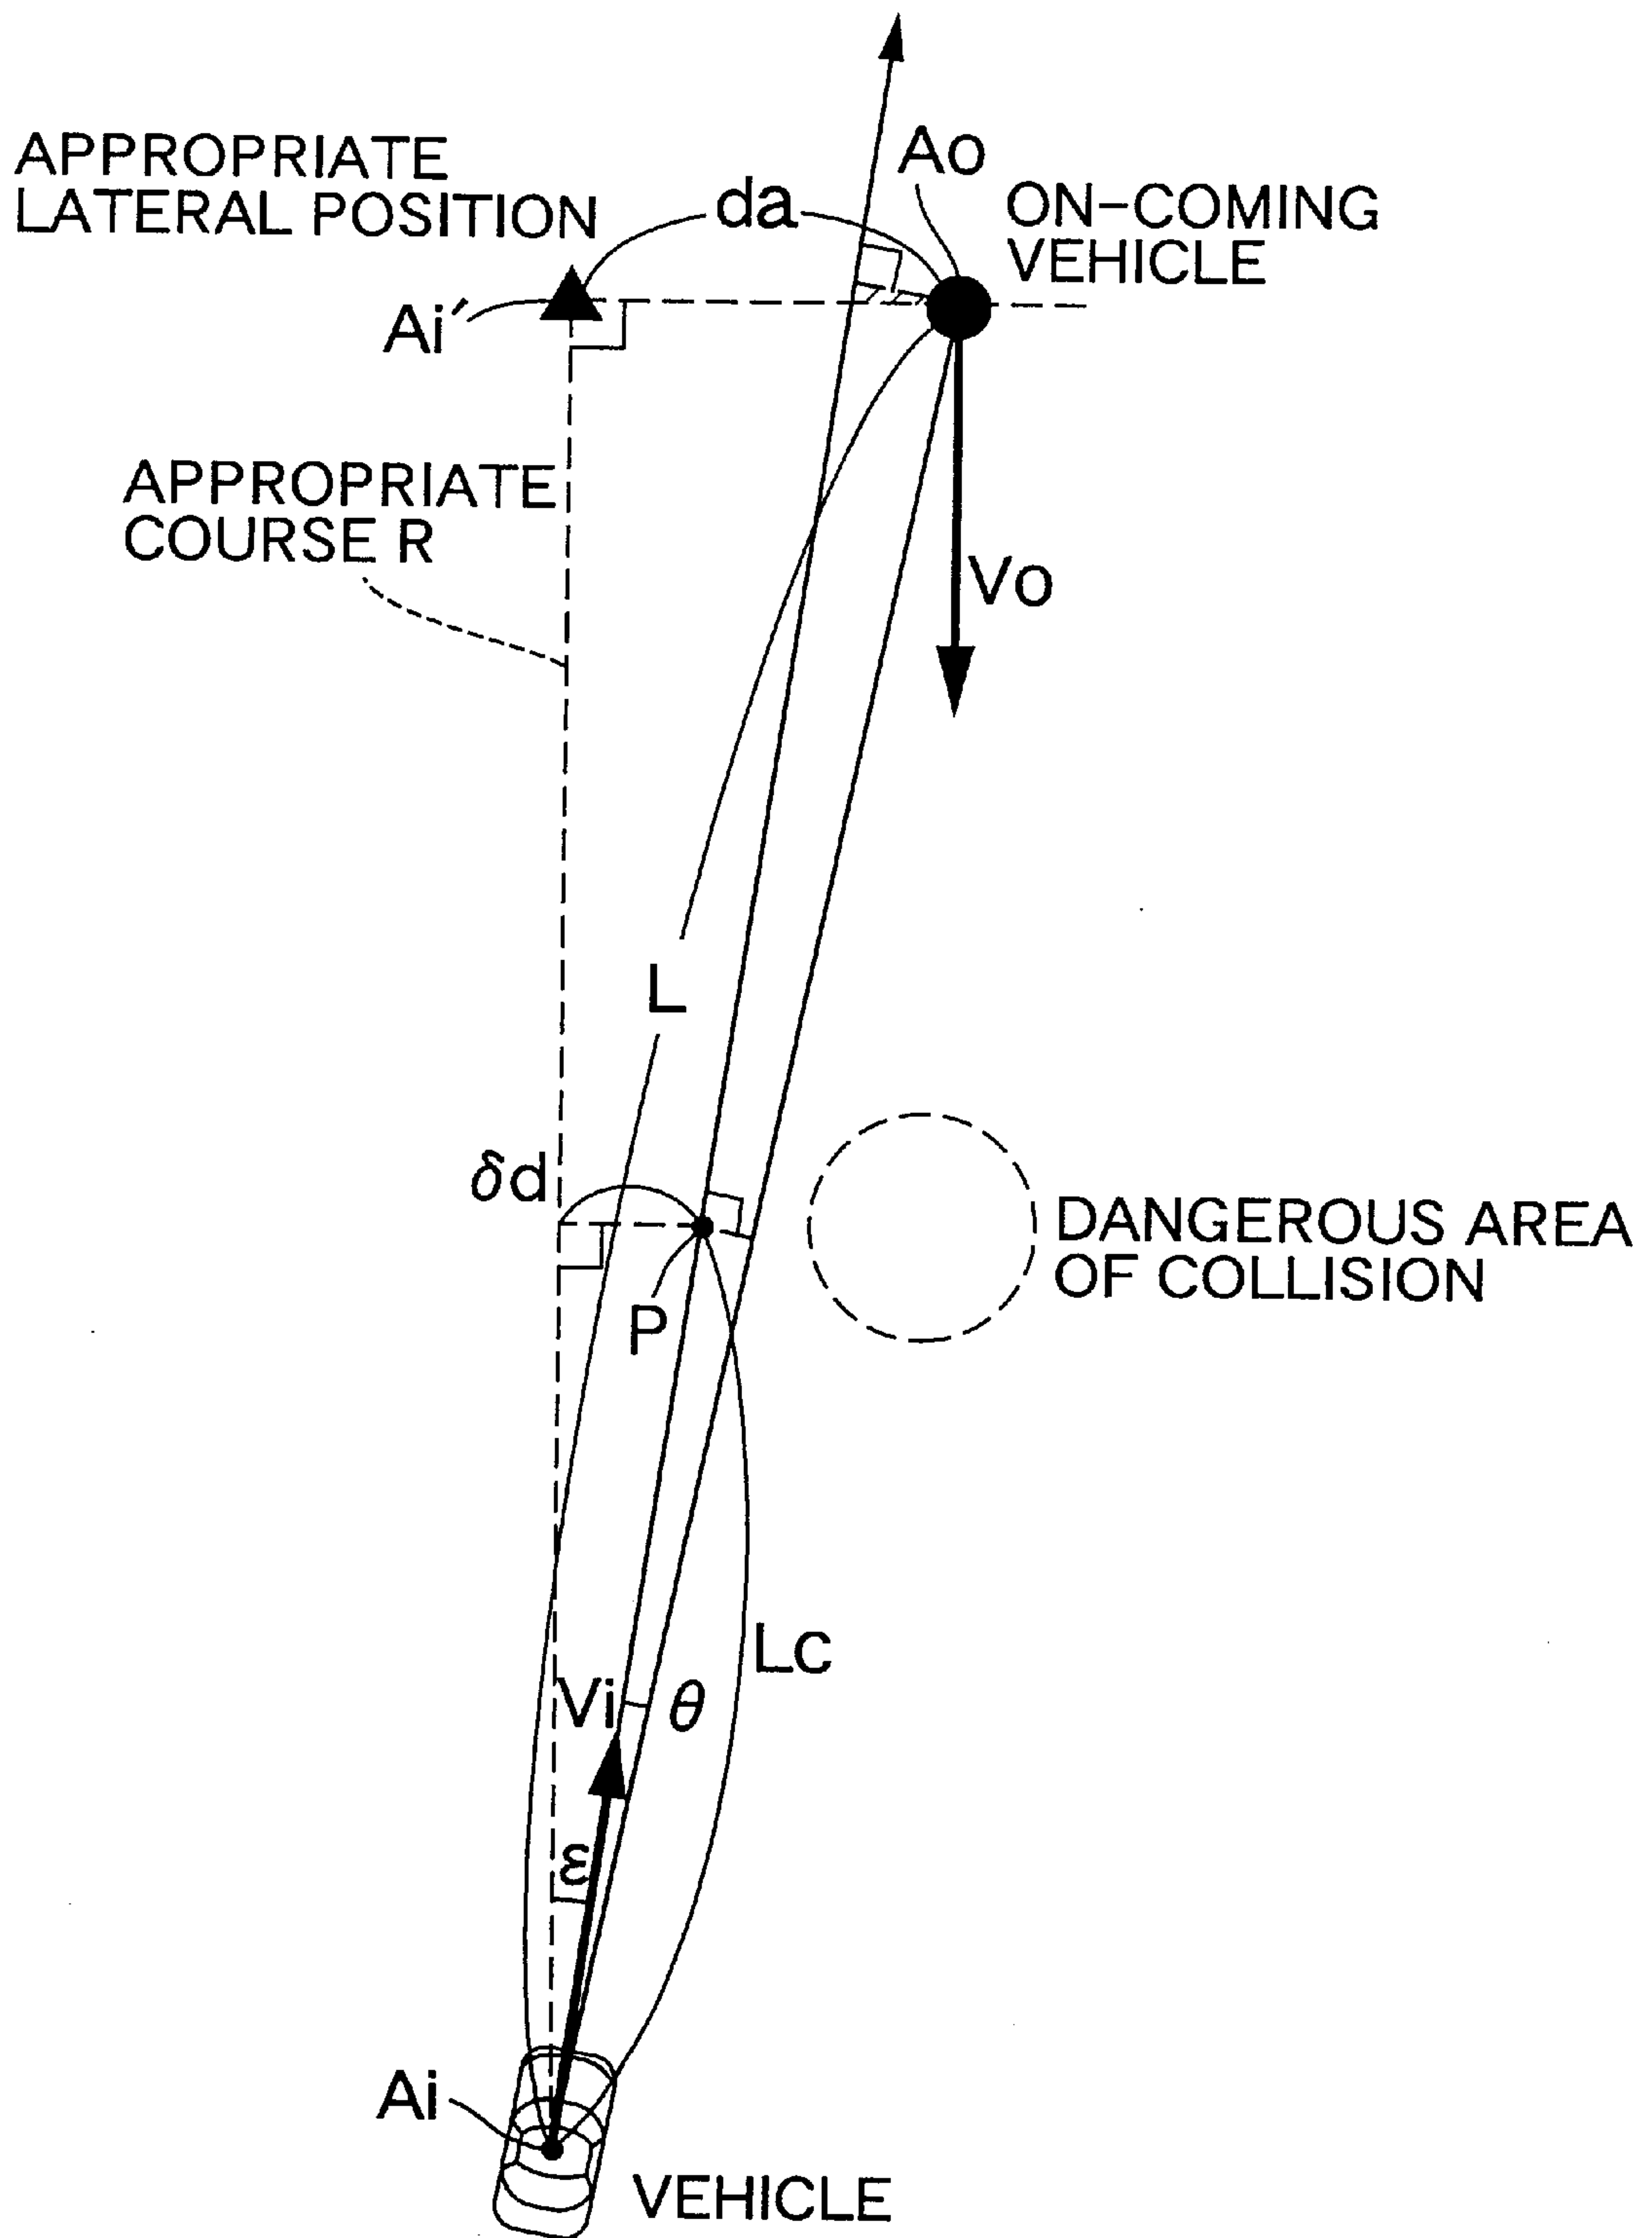 APPROPRIATE
LATERAL POSITION
da
Ao
ON-COMING
VEHICLE
Ai′
APPROPRIATE
COURSE R
Vo
L
δd
P
DANGEROUS AREA
OF COLLISION
Lc
Vi
θ
ε
Ai
VEHICLE